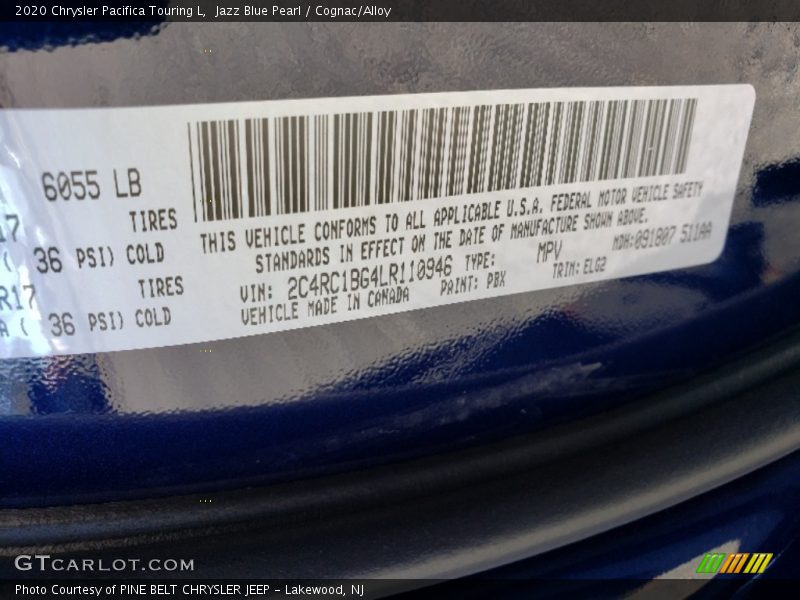 2020 Chrysler Pacifica Touring L,  Jazz Blue Pearl / Cognac/Alloy
6055 LB
17 TIRES
( 36 PSI) COLD
R17 TIRES
A ( 36 PSI) COLD
THIS VEHICLE CONFORMS TO ALL APPLICABLE U.S.A. FEDERAL MOTOR VEHICLE SAFETY
STANDARDS IN EFFECT ON THE DATE OF MANUFACTURE SHOWN ABOVE.
VIN: 2C4RC1BG4LR110946 TYPE: MPV MDH:091807 511AA
VEHICLE MADE IN CANADA PAINT: PBX TRIM: ELG2
GTCARLOT.COM
Photo Courtesy of PINE BELT CHRYSLER JEEP - Lakewood, NJ